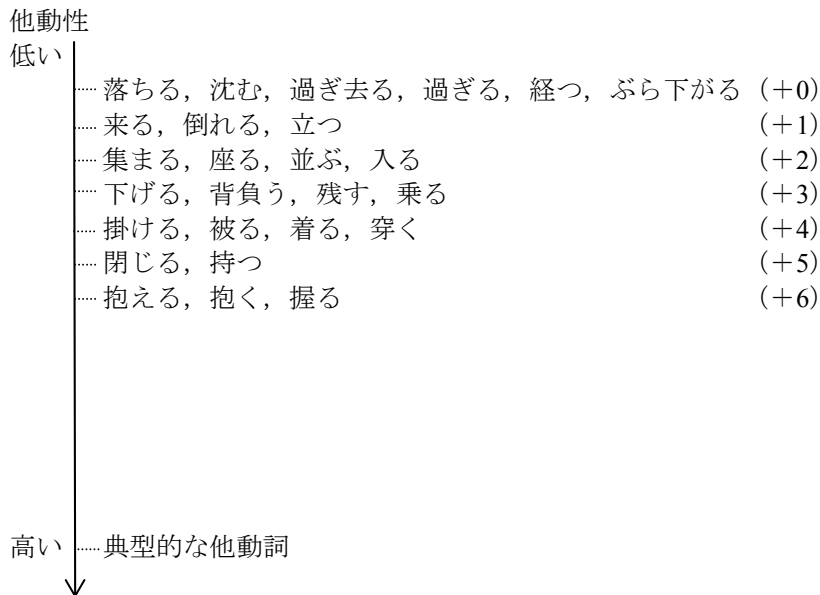 他動性
低い
落ちる，沈む，過ぎ去る，過ぎる，経つ，ぶら下がる（＋0）
来る，倒れる，立つ （＋1）
集まる，座る，並ぶ，入る （＋2）
下げる，背負う，残す，乗る （＋3）
掛ける，被る，着る，穿く （＋4）
閉じる，持つ （＋5）
抱える，抱く，握る （＋6）
高い 典型的な他動詞